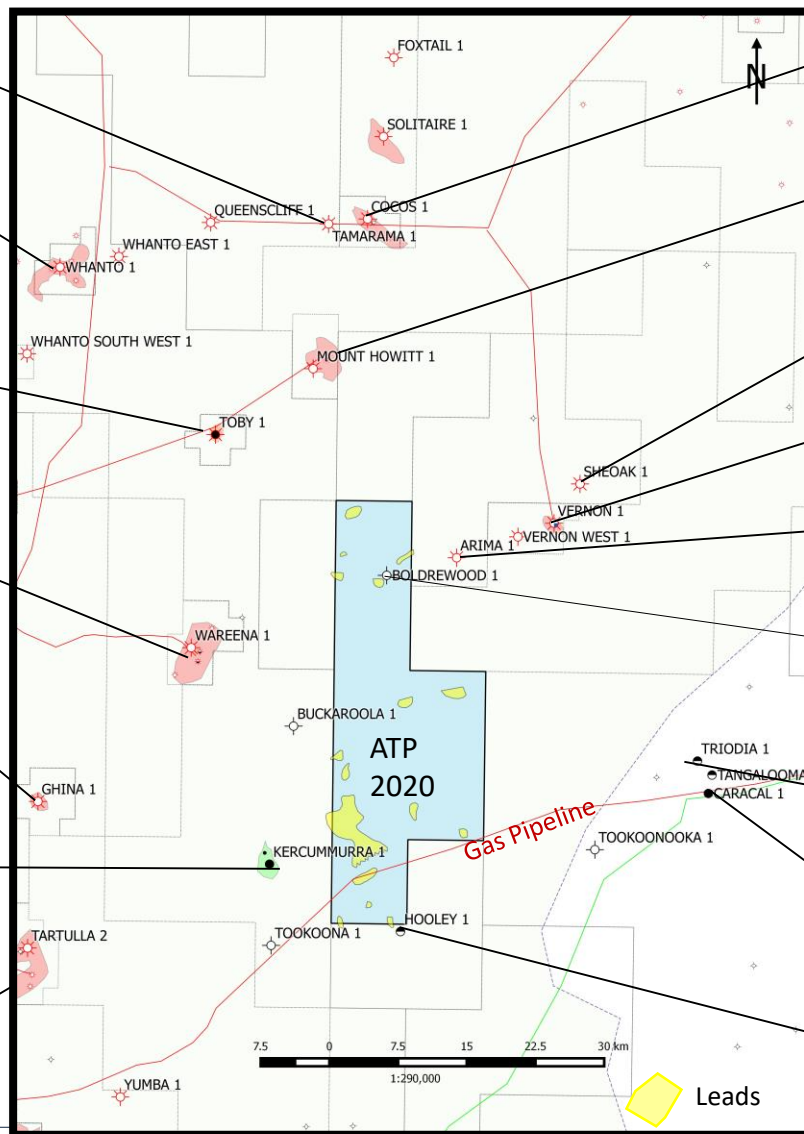 FOXTAIL 1
N
SOLITAIRE 1
QUEENSCLIFF 1
COCOS 1
TAMARAMA 1
WHANTO EAST 1
WHANTO 1
WHANTO SOUTH WEST 1
MOUNT HOWITT 1
TOBY 1
SHEOAK 1
VERNON 1
VERNON WEST 1
ARIMA 1
BOLDREWOOD 1
WAREENA 1
BUCKAROOLA 1
ATP
2020
TRIODIA 1
TANGALOOMA
CARACAL 1
GHINA 1
Gas Pipeline
TOOKOONOOKA 1
KERCUMMURRA 1
HOOLEY 1
TARTULLA 2
TOOKOONA 1
7.5 0 7.5 15 22.5 30 km
1:290,000
YUMBA 1
Leads